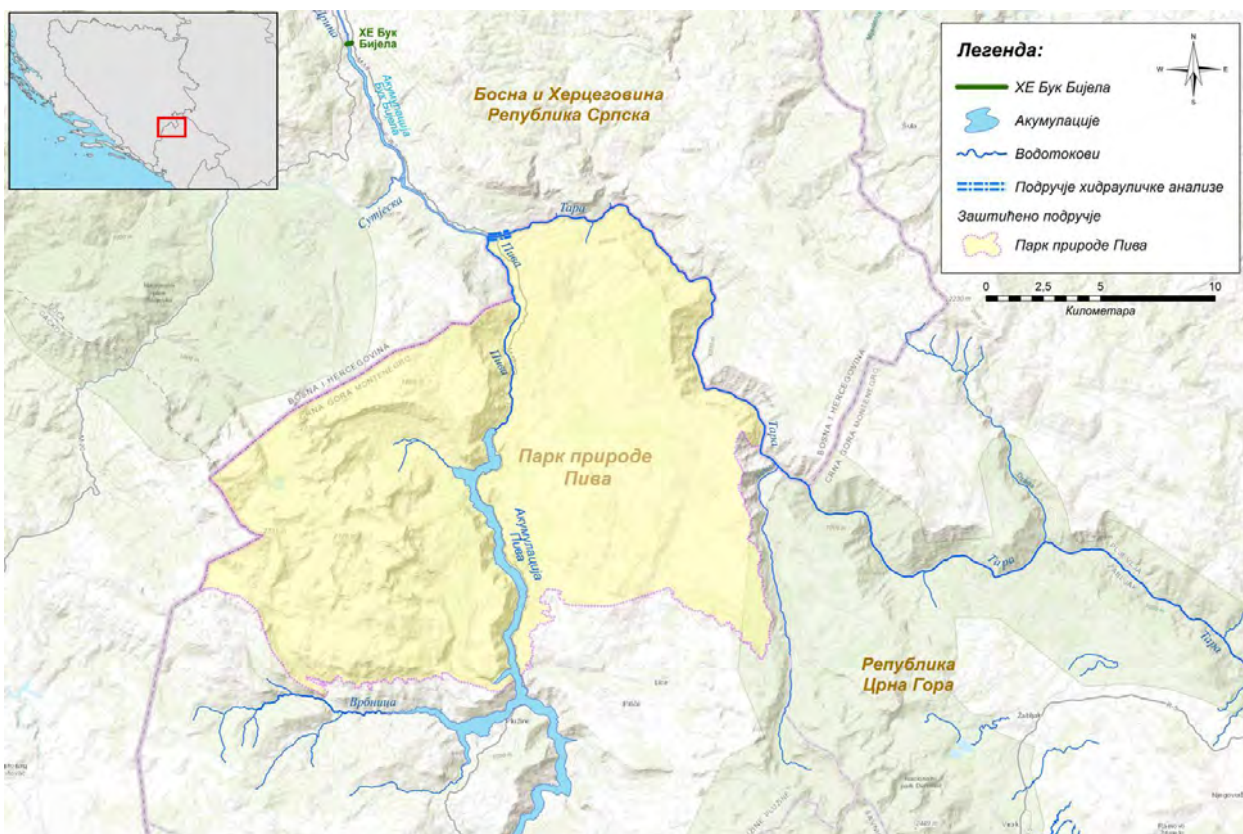 Дрина
ХЕ Бук
Бијела
Акумулација
Бук Бијела
Босна и Херцеговина
Република Српска
Легенда:
N
W
E
S
ХЕ Бук Бијела
Акумулације
Водотокови
Подручје хидрауличке анализе
Заштићено подручје
Парк природе Пива
0
2,5
5
10
Километара
Сутјеска
Тара
Пива
Пива
BOSNA I HERCEGOVINA
CRNA GORA MONTENEGRO
BOSNA I HERCEGOVINA
CRNA GORA MONTENEGRO
Тара
Парк природе
Пива
Акумулација
Пива
Тара
Тара
Република
Црна Гора
Врбница